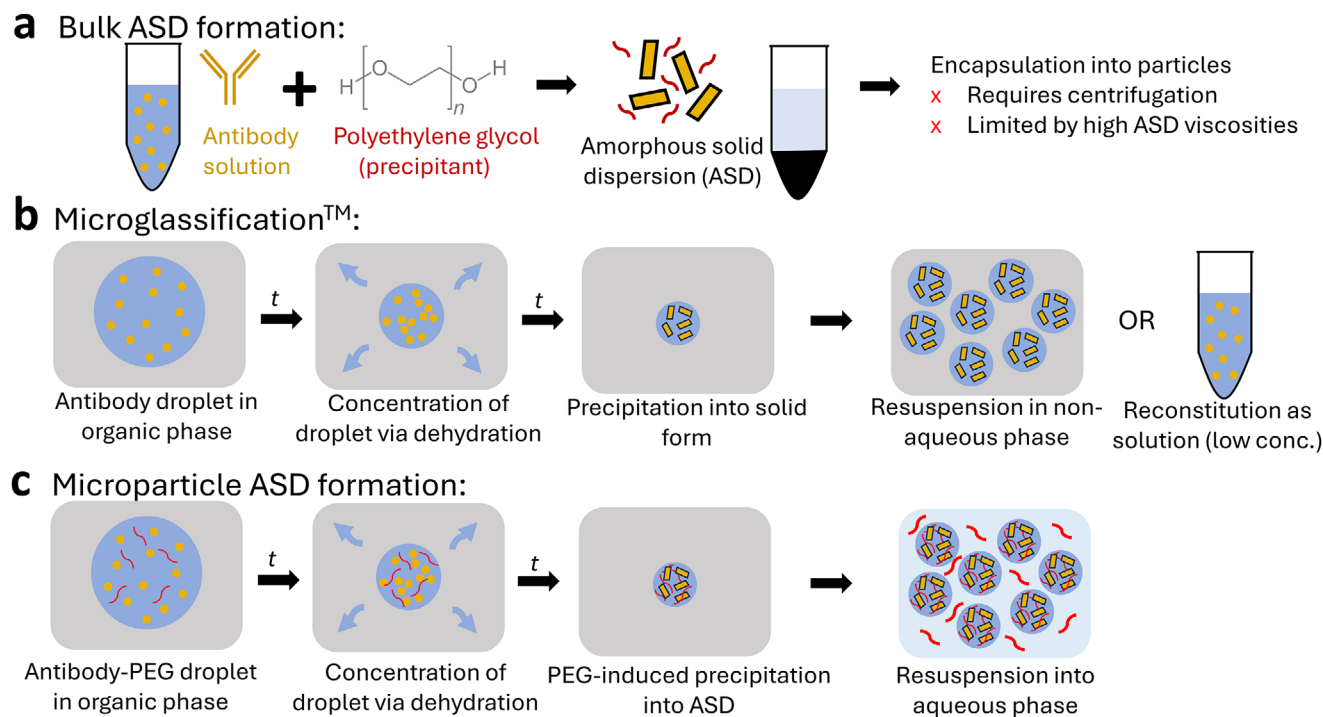 a Bulk ASD formation:
Antibody
solution
+
H O O H n
Polyethylene glycol
(precipitant)
Amorphous solid
dispersion (ASD)
Encapsulation into particles
x Requires centrifugation
x Limited by high ASD viscosities
b Microglassification™:
t
t
OR
Antibody droplet in
organic phase
Concentration of
droplet via dehydration
Precipitation into solid
form
Resuspension in non-
aqueous phase
Reconstitution as
solution (low conc.)
c Microparticle ASD formation:
t
t
Antibody-PEG droplet
in organic phase
Concentration of
droplet via dehydration
PEG-induced precipitation
into ASD
Resuspension into
aqueous phase